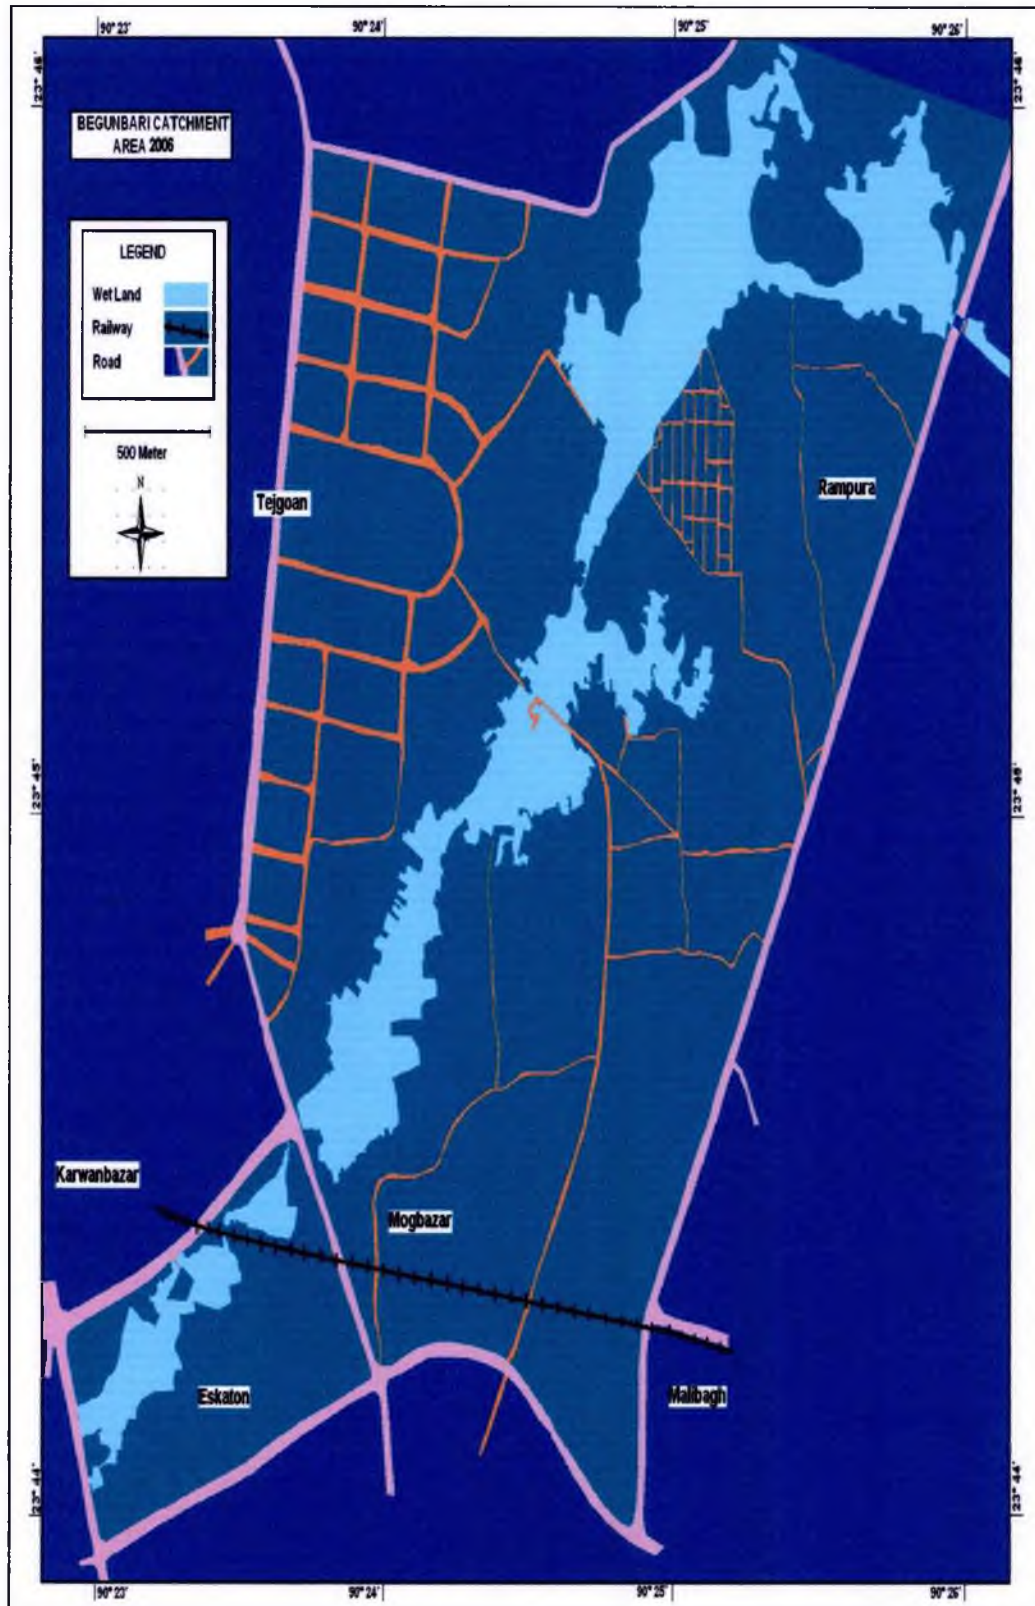 90° 23'
90° 24'
90° 25'
90° 26'
23° 46'
23° 46'
BEGUNBARI CATCHMENT
AREA 2006
LEGEND
Wet Land
Railway
Road
500 Meter
N
Tejgoan
Rampura
23° 45'
Karwanbazar
Mogbazar
Eskaton
Malibagh
23° 44'
23° 44'
90° 23'
90° 24'
90° 25'
90° 26'